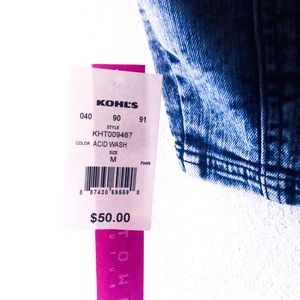 KOHL'S
040 90 91
STYLE
KHT009467
COLOR ACID WASH
SIZE
M
$50.00